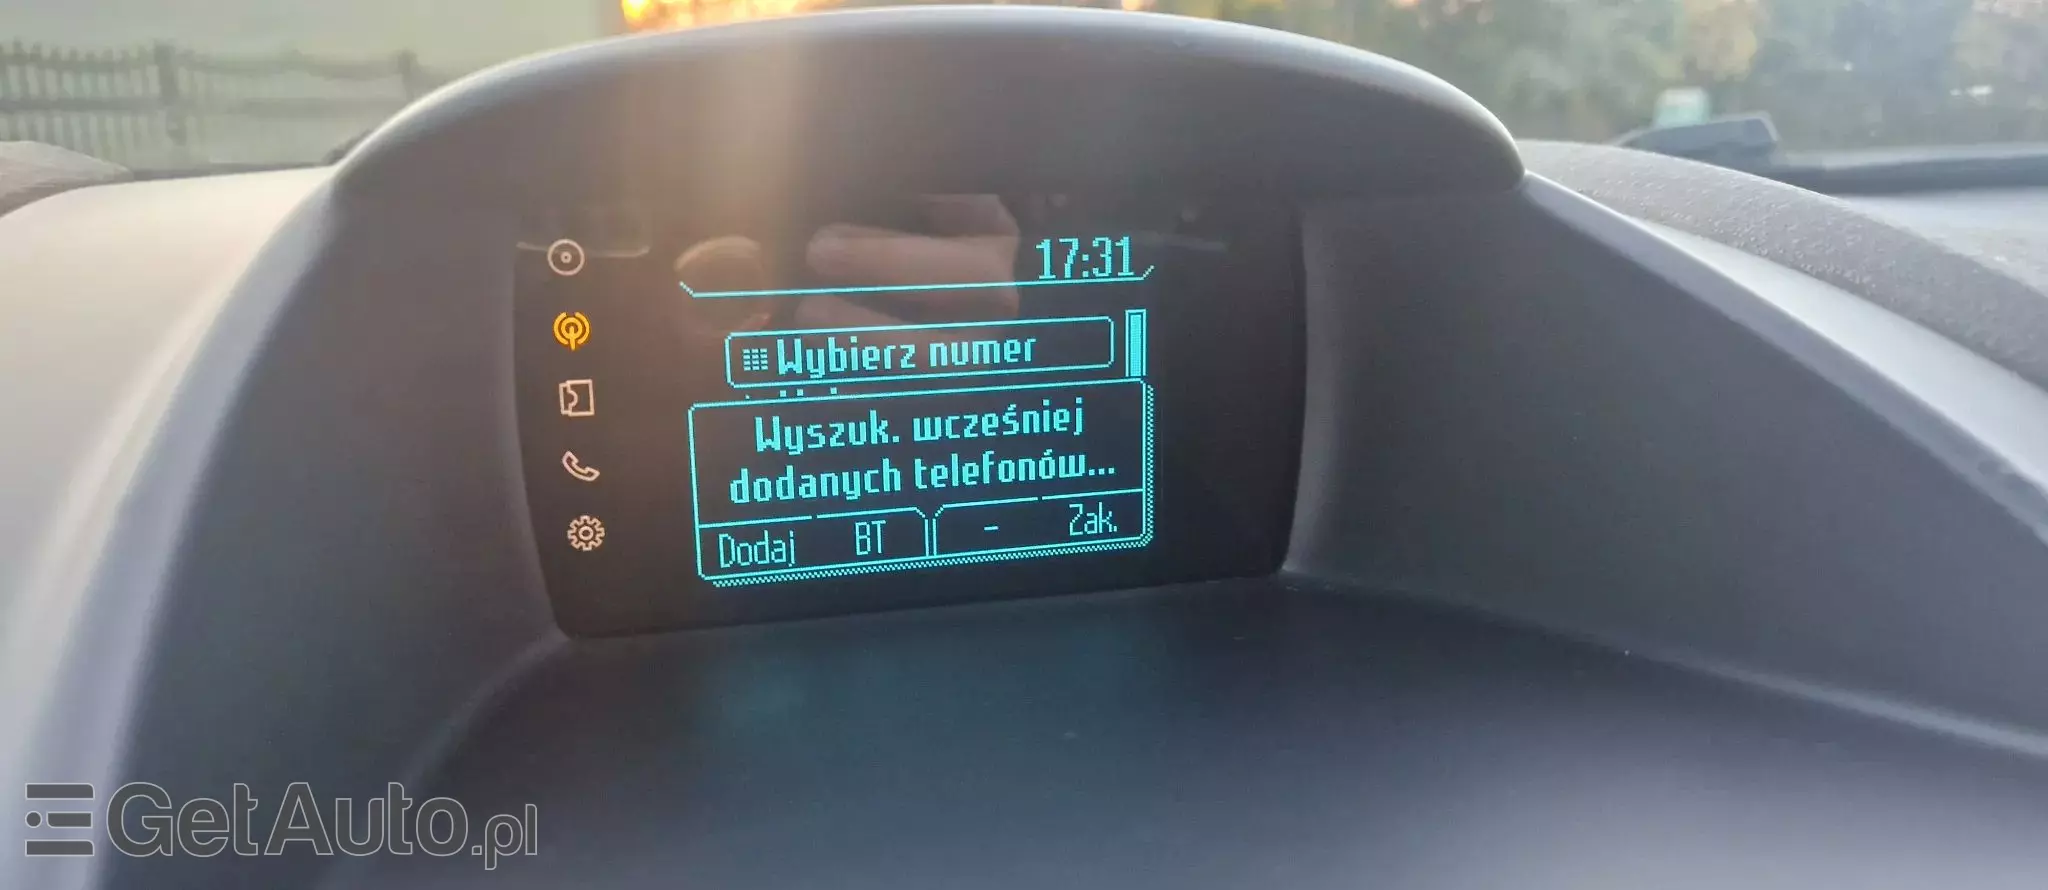 17:31
Wybierz numer
Wyszuk. wcześniej
dodanych telefonów...
Dodaj BT - Zak.
GetAuto.pl